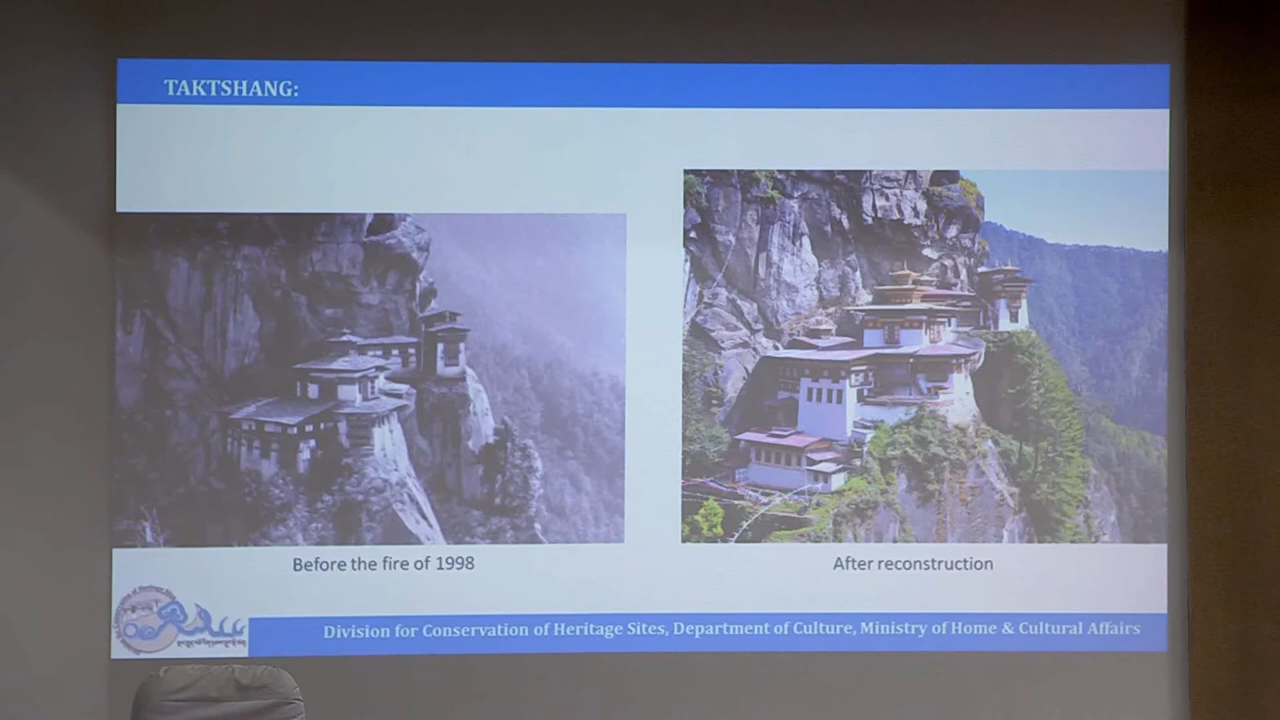 TAKTSHANG:
Before the fire of 1998
After reconstruction
Division for Conservation of Heritage Sites, Department of Culture, Ministry of Home & Cultural Affairs